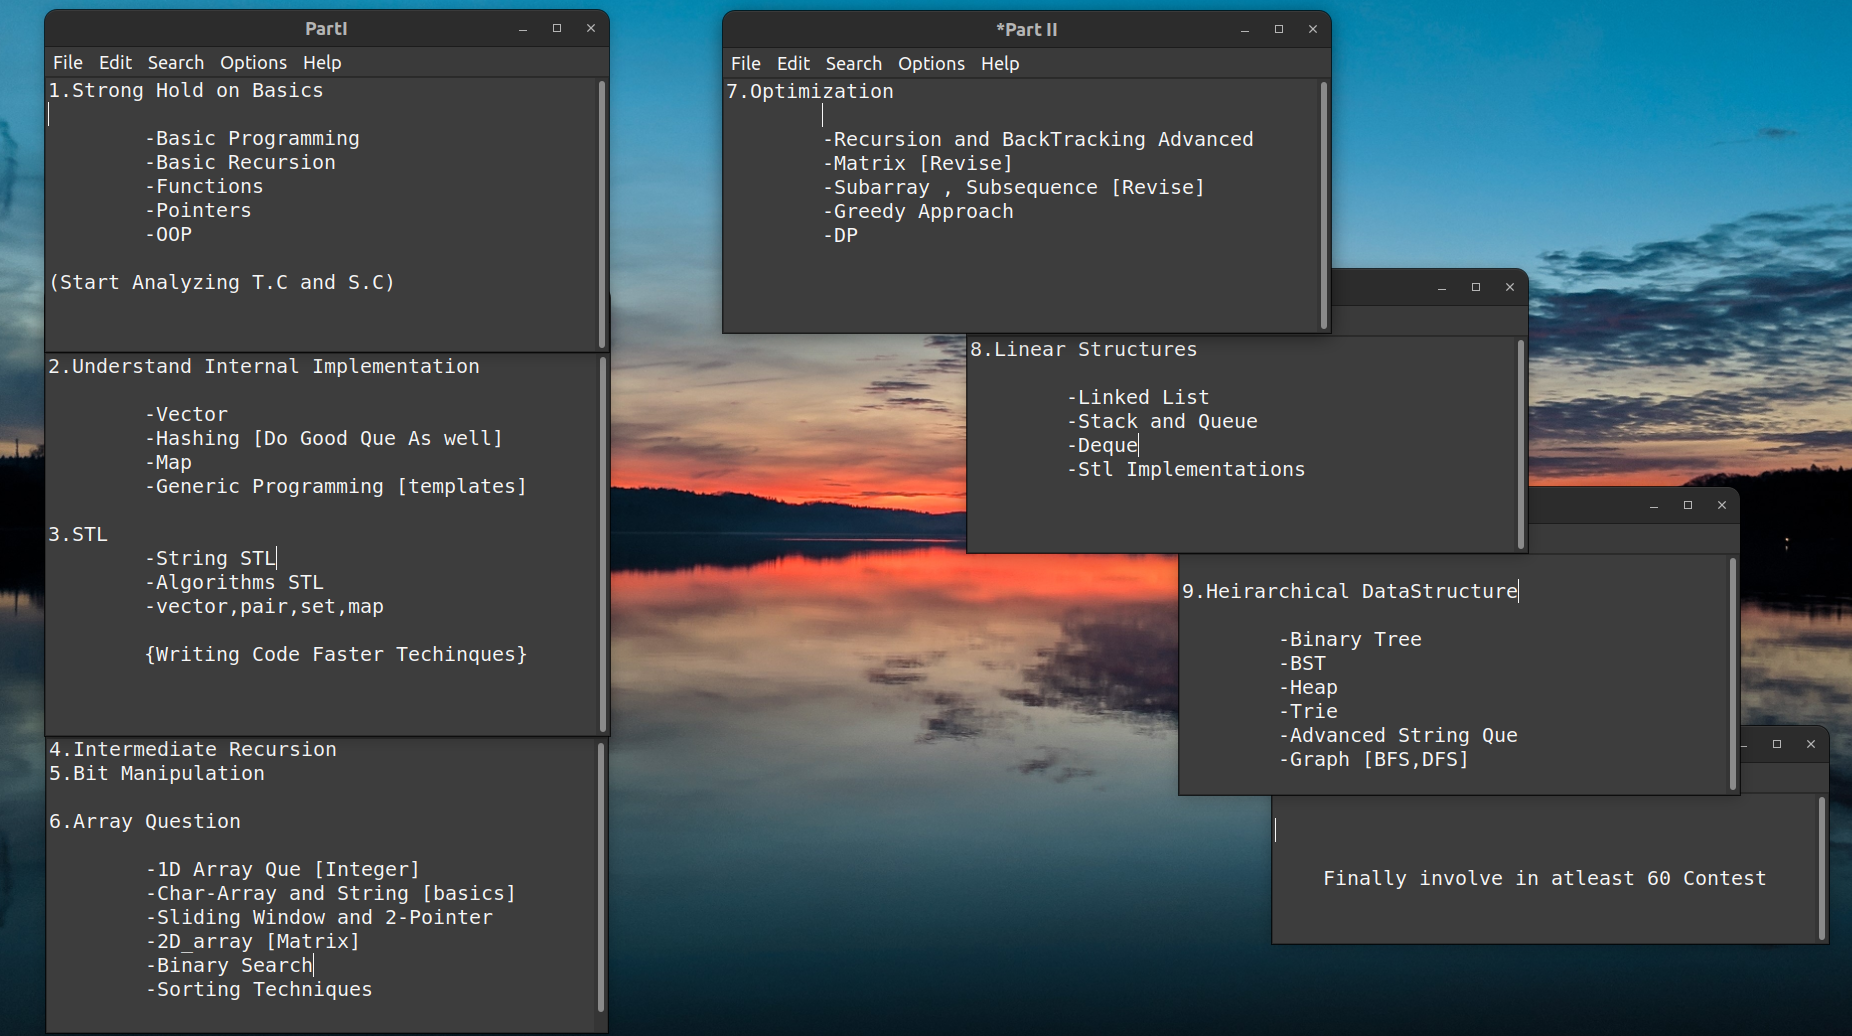 PartI
File Edit Search Options Help
1.Strong Hold on Basics
-Basic Programming
-Basic Recursion
-Functions
-Pointers
-OOP
(Start Analyzing T.C and S.C)
2.Understand Internal Implementation
-Vector
-Hashing [Do Good Que As well]
-Map
-Generic Programming [templates]
3.STL
-String STL
-Algorithms STL
-vector,pair,set,map
{Writing Code Faster Techinques}
4.Intermediate Recursion
5.Bit Manipulation
6.Array Question
-1D Array Que [Integer]
-Char-Array and String [basics]
-Sliding Window and 2-Pointer
-2D_array [Matrix]
-Binary Search
-Sorting Techniques
*Part II
File Edit Search Options Help
7.Optimization
-Recursion and BackTracking Advanced
-Matrix [Revise]
-Subarray , Subsequence [Revise]
-Greedy Approach
-DP
8.Linear Structures
-Linked List
-Stack and Queue
-Deque
-Stl Implementations
9.Heirarchical DataStructure
-Binary Tree
-BST
-Heap
-Trie
-Advanced String Que
-Graph [BFS,DFS]
Finally involve in atleast 60 Contest